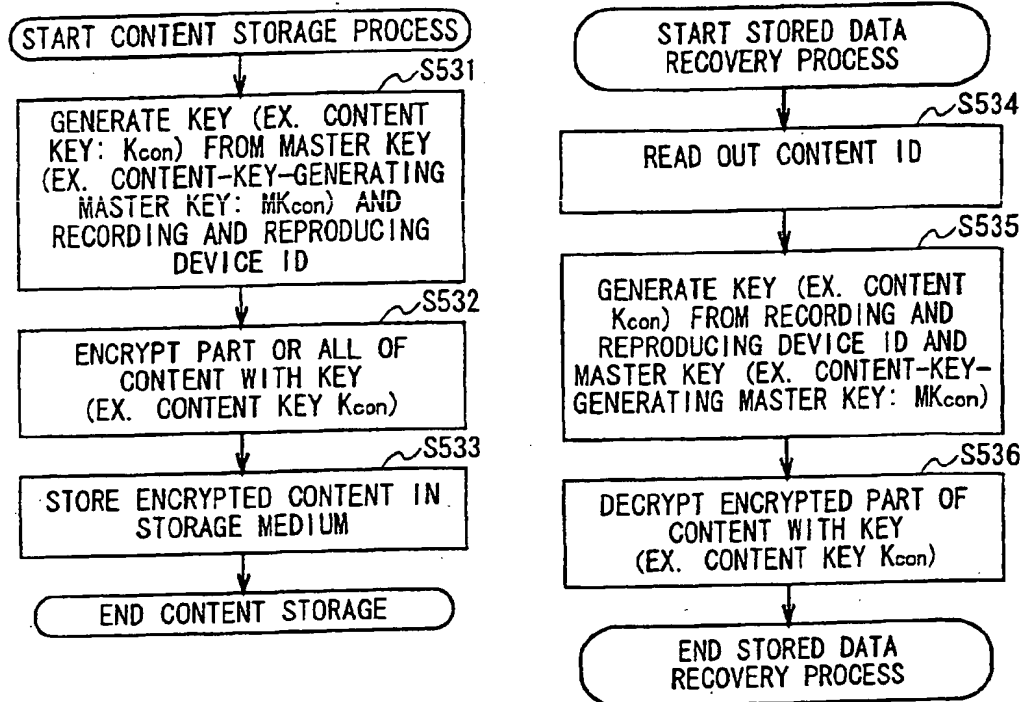 START CONTENT STORAGE PROCESS
S531
GENERATE KEY (EX. CONTENT
KEY: Kcon) FROM MASTER KEY
(EX. CONTENT-KEY-GENERATING
MASTER KEY: MKcon) AND
RECORDING AND REPRODUCING
DEVICE ID
S532
ENCRYPT PART OR ALL OF
CONTENT WITH KEY
(EX. CONTENT KEY Kcon)
S533
STORE ENCRYPTED CONTENT IN
STORAGE MEDIUM
END CONTENT STORAGE
START STORED DATA
RECOVERY PROCESS
S534
READ OUT CONTENT ID
S535
GENERATE KEY (EX. CONTENT
Kcon) FROM RECORDING AND
REPRODUCING DEVICE ID AND
MASTER KEY (EX. CONTENT-KEY-
GENERATING MASTER KEY: MKcon)
S536
DECRYPT ENCRYPTED PART OF
CONTENT WITH KEY
(EX. CONTENT KEY Kcon)
END STORED DATA
RECOVERY PROCESS